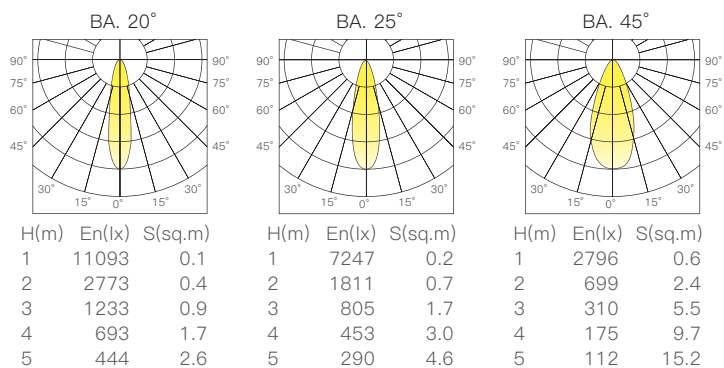 BA. 20°
90° 90°
75° 75°
60° 60°
45° 45°
30° 30°
15° 0° 15°
H(m) En(lx) S(sq.m)
1 11093 0.1
2 2773 0.4
3 1233 0.9
4 693 1.7
5 444 2.6
BA. 25°
90° 90°
75° 75°
60° 60°
45° 45°
30° 30°
15° 0° 15°
H(m) En(lx) S(sq.m)
1 7247 0.2
2 1811 0.7
3 805 1.7
4 453 3.0
5 290 4.6
BA. 45°
90° 90°
75° 75°
60° 60°
45° 45°
30° 30°
15° 0° 15°
H(m) En(lx) S(sq.m)
1 2796 0.6
2 699 2.4
3 310 5.5
4 175 9.7
5 112 15.2